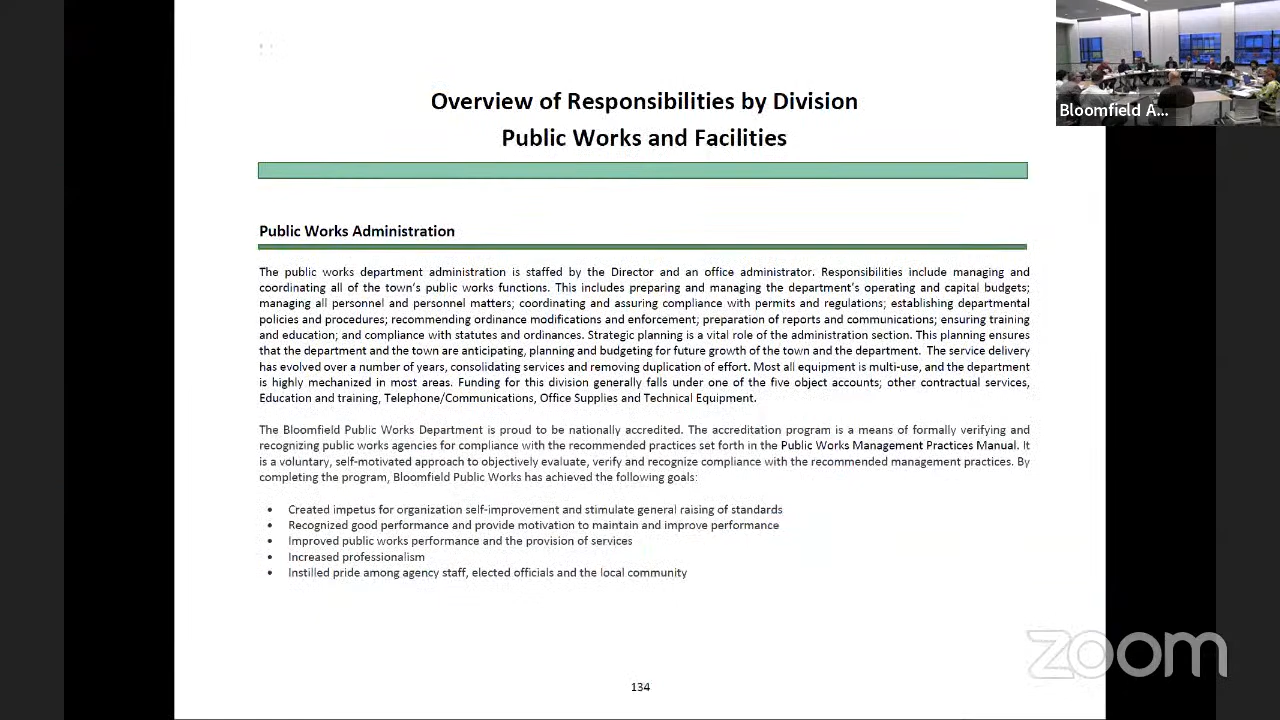 Overview of Responsibilities by Division
Public Works and Facilities
Bloomfield A...
Public Works Administration
The public works department administration is staffed by the Director and an office administrator. Responsibilities include managing and
coordinating all of the town's public works functions. This includes preparing and managing the department's operating and capital budgets;
managing all personnel and personnel matters; coordinating and assuring compliance with permits and regulations; establishing departmental
policies and procedures; recommending ordinance modifications and enforcement; preparation of reports and communications; ensuring training
and education; and compliance with statutes and ordinances. Strategic planning is a vital role of the administration section. This planning ensures
that the department and the town are anticipating, planning and budgeting for future growth of the town and the department. The service delivery
has evolved over a number of years, consolidating services and removing duplication of effort. Most all equipment is multi-use, and the department
is highly mechanized in most areas. Funding for this division generally falls under one of the five object accounts; other contractual services,
Education and training, Telephone/Communications, Office Supplies and Technical Equipment.
The Bloomfield Public Works Department is proud to be nationally accredited. The accreditation program is a means of formally verifying and
recognizing public works agencies for compliance with the recommended practices set forth in the Public Works Management Practices Manual. It
is a voluntary, self-motivated approach to objectively evaluate, verify and recognize compliance with the recommended management practices. By
completing the program, Bloomfield Public Works has achieved the following goals:
• Created impetus for organization self-improvement and stimulate general raising of standards
• Recognized good performance and provide motivation to maintain and improve performance
• Improved public works performance and the provision of services
• Increased professionalism
• Instilled pride among agency staff, elected officials and the local community
zoom
134